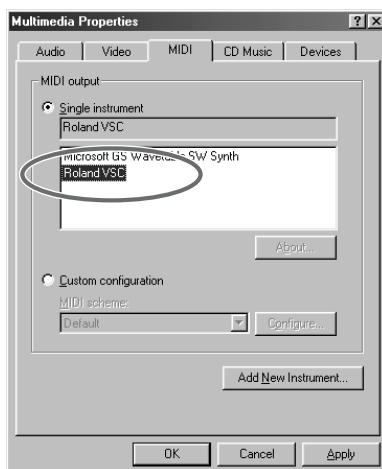 Multimedia Properties
Audio Video MIDI CD Music Devices
MIDI output
Single instrument
Roland VSC
Microsoft GS Wavetable SW Synth
Roland VSC
About...
Custom configuration
MIDI scheme:
Default Configure...
Add New Instrument...
OK Cancel Apply